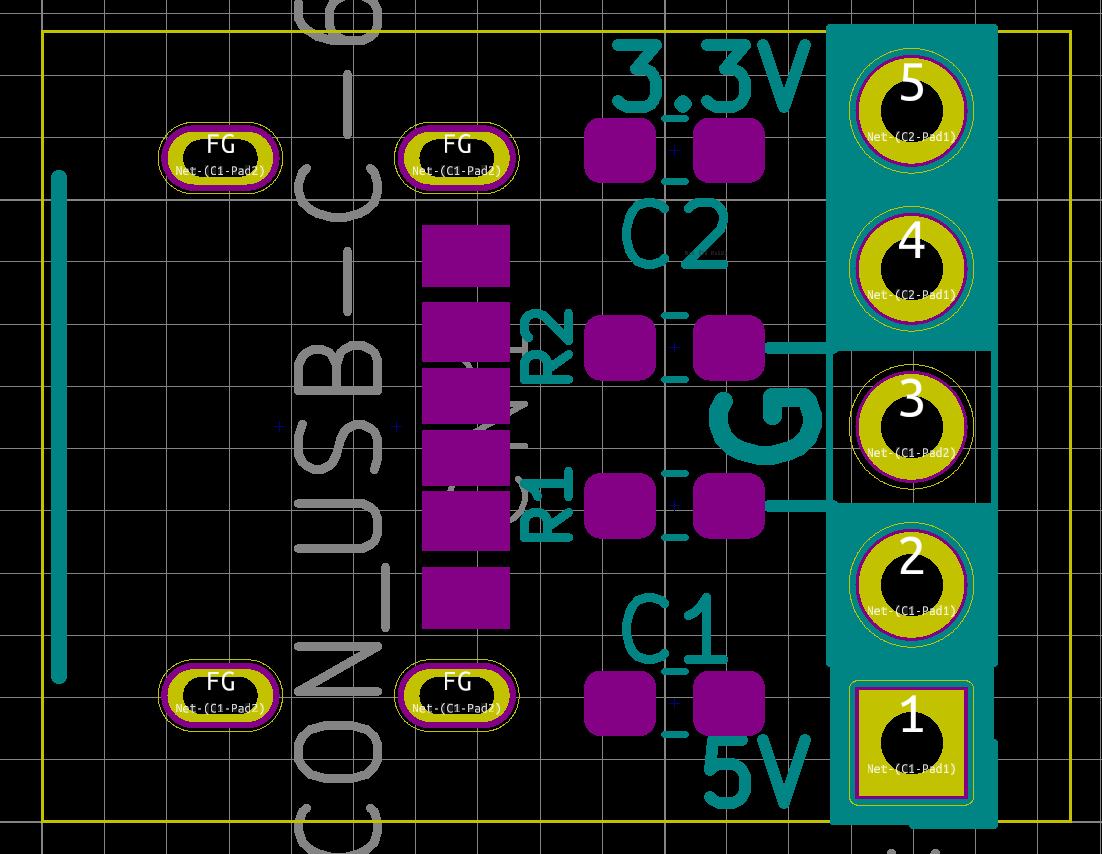 3.3V
5
Net-(C2-Pad1)
FG
Net-(C1-Pad2)
FG
Net-(C1-Pad2)
C2
4
Net-(C2-Pad1)
R2
G
3
Net-(C1-Pad2)
CON_USB-C-6
R1
2
Net-(C1-Pad1)
C1
FG
Net-(C1-Pad2)
FG
Net-(C1-Pad2)
5V
1
Net-(C1-Pad1)